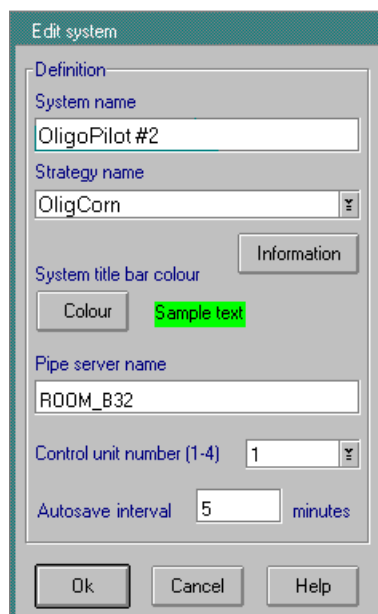 Edit system
Definition
System name
OligoPilot #2
Strategy name
OligCorn
Information
System title bar colour
Colour Sample text
Pipe server name
ROOM_B32
Control unit number (1-4) 1
Autosave interval 5 minutes
Ok Cancel Help